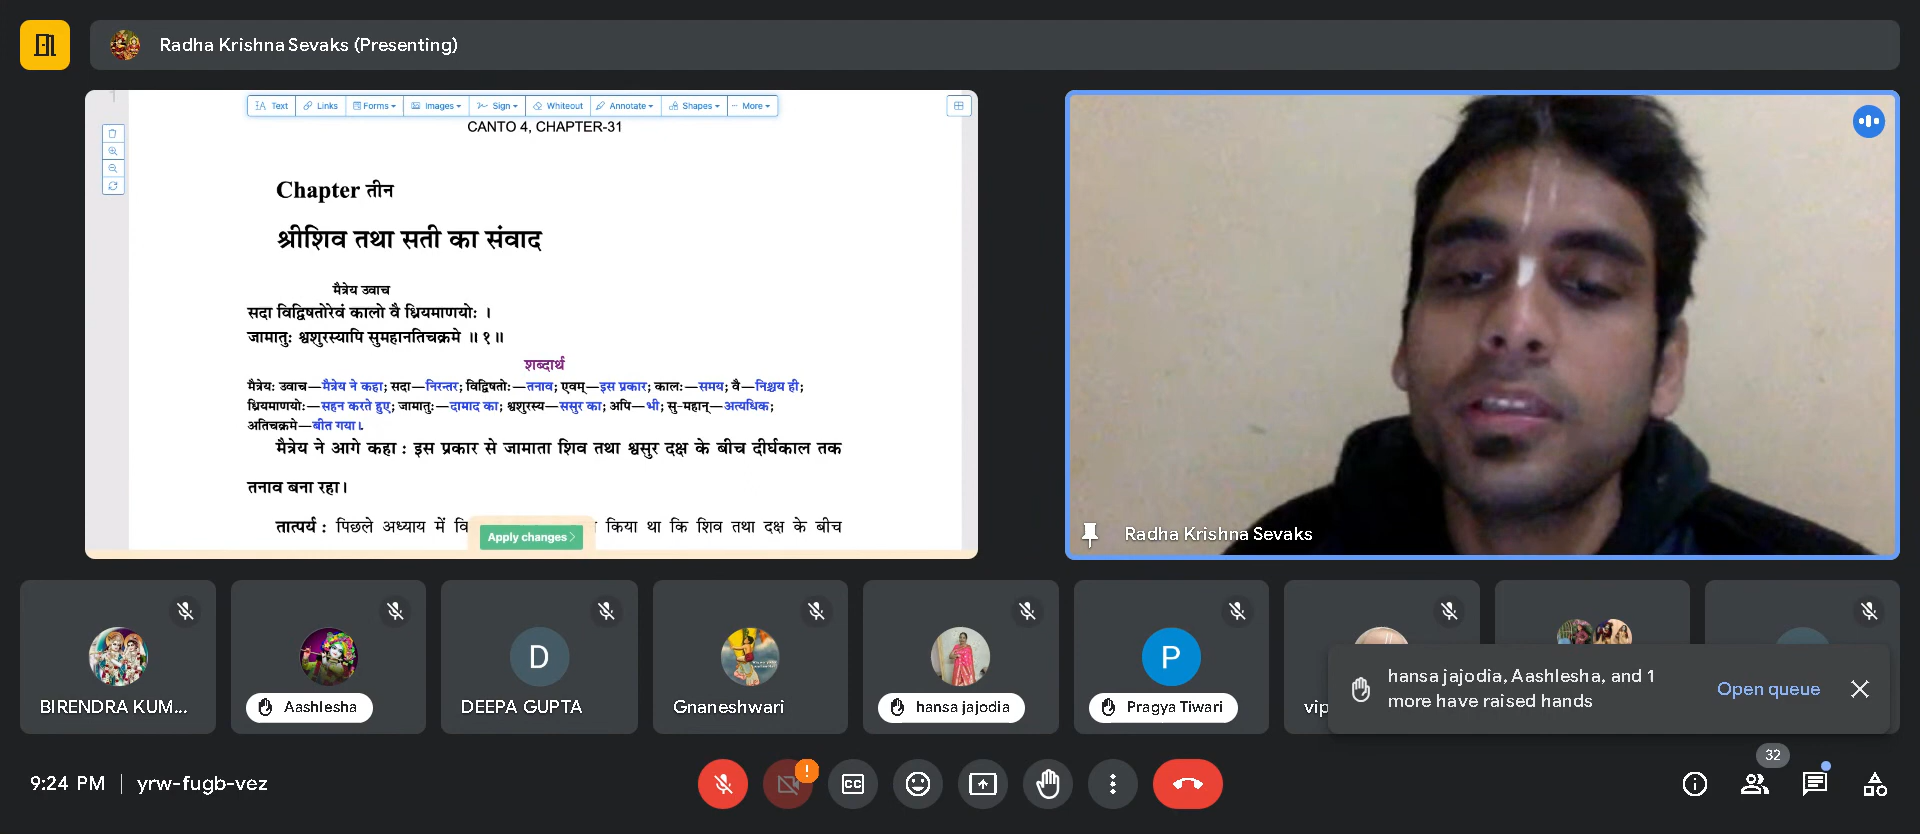 Radha Krishna Sevaks (Presenting)
Text Links Forms Images Sign Whiteout Annotate Shapes More
CANTO 4, CHAPTER-31
Chapter तीन
श्रीशिव तथा सती का संवाद
मैत्रेय उवाच
सदा विद्विषतोरेवं कालो वै ध्रियमाणयोः ।
जामातुः श्वशुरस्यापि सुमहानतिचक्रमे ॥ १॥
शब्दार्थ
मैत्रेयः उवाच—मैत्रेय ने कहा; सदा—निरन्तर; विद्विषतोः—तनाव; एवम्—इस प्रकार; कालः—समय; वै—निश्चय ही;
ध्रियमाणयोः—सहन करते हुए; जामातुः—दामाद का; श्वशुरस्य—ससुर का; अपि—भी; सु-महान्—अत्यधिक;
अतिचक्रमे—बीत गया।
मैत्रेय ने आगे कहा : इस प्रकार से जामाता शिव तथा श्वसुर दक्ष के बीच दीर्घकाल तक
तनाव बना रहा।
तात्पर्य : पिछले अध्याय में वि किया था कि शिव तथा दक्ष के बीच
Apply changes
Radha Krishna Sevaks
BIRENDRA KUM...
Aashlesha
DEEPA GUPTA
D
Gnaneshwari
hansa jajodia
Pragya Tiwari
P
vip
hansa jajodia, Aashlesha, and 1
more have raised hands
Open queue
32
9:24 PM | yrw-fugb-vez
CC